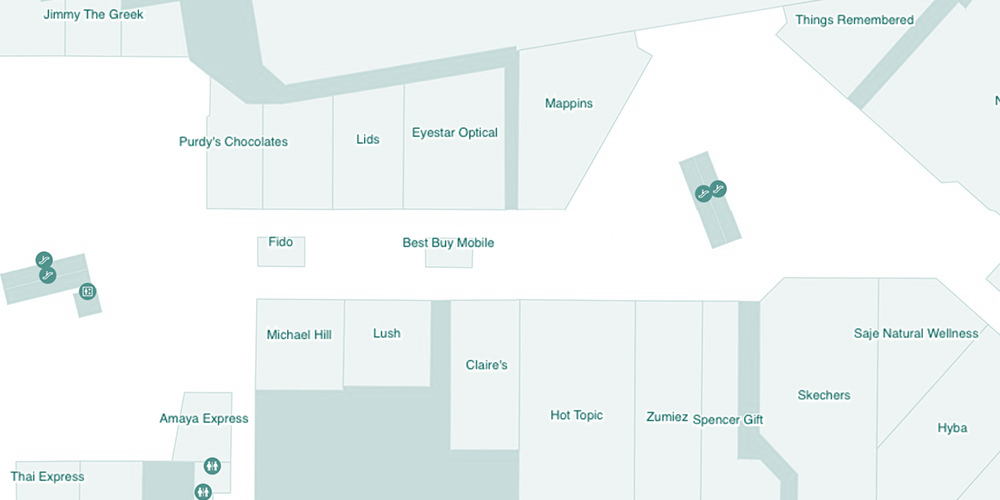 Jimmy The Greek
Things Remembered
Mappins
Purdy's Chocolates
Lids
Eyestar Optical
Fido
Best Buy Mobile
Michael Hill
Lush
Claire's
Saje Natural Wellness
Skechers
Amaya Express
Hot Topic
Zumiez
Spencer Gift
Hyba
Thai Express